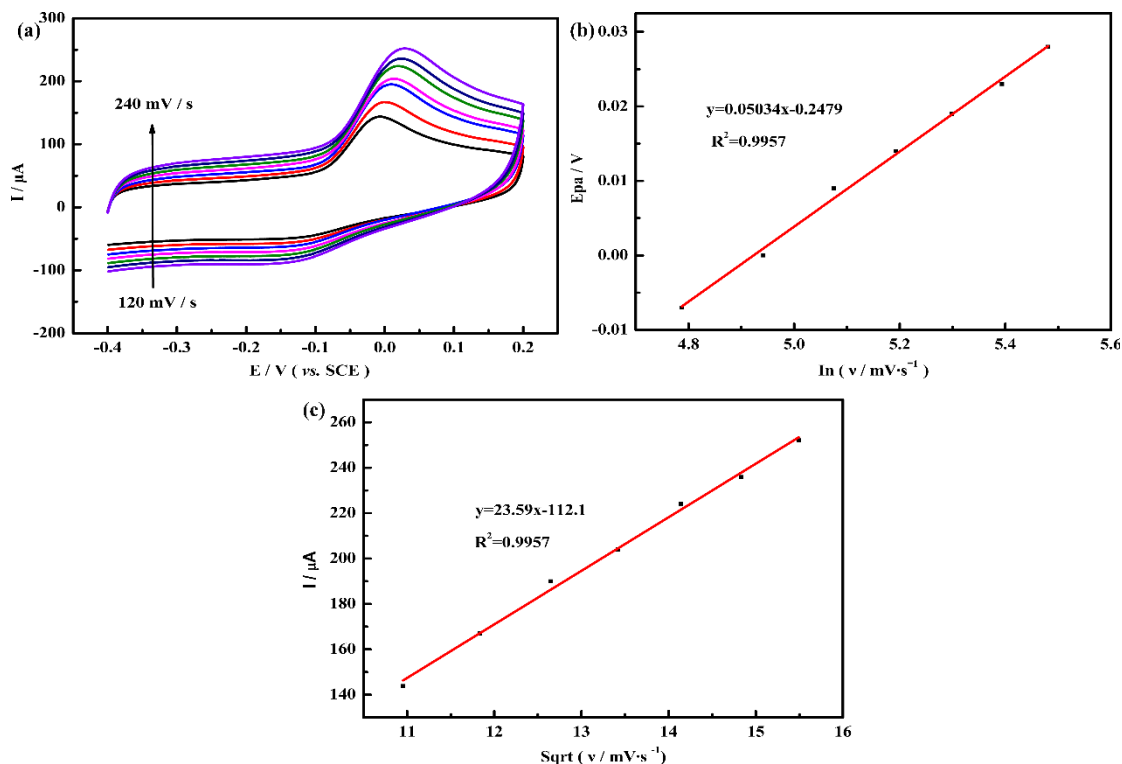 (a)
300
200
100
0
-100
-200
I / μA
240 mV / s
120 mV / s
-0.4 -0.3 -0.2 -0.1 0.0 0.1 0.2
E / V ( vs. SCE )
(b)
0.03
0.02
0.01
0.00
-0.01
Epa / V
y=0.05034x-0.2479
R²=0.9957
4.8 5.0 5.2 5.4 5.6
In ( ν / mV·s⁻¹ )
(c)
260
240
220
200
180
160
140
I / μA
y=23.59x-112.1
R²=0.9957
11 12 13 14 15 16
Sqrt ( ν / mV·s⁻¹ )